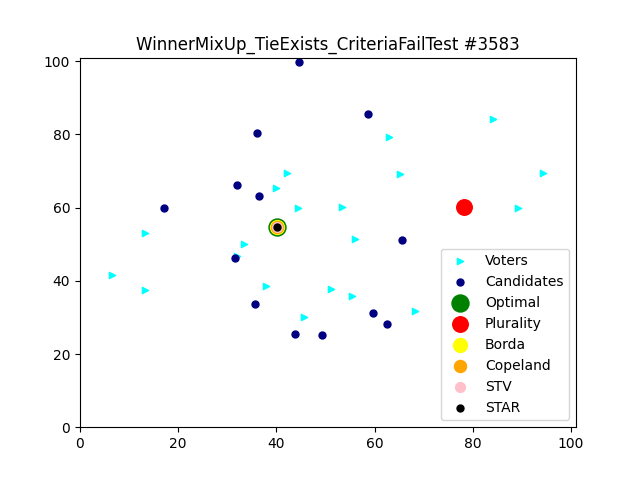 WinnerMixUp_TieExists_CriteriaFailTest #3583
100
80
60
40
20
0
0 20 40 60 80 100
Voters
Candidates
Optimal
Plurality
Borda
Copeland
STV
STAR